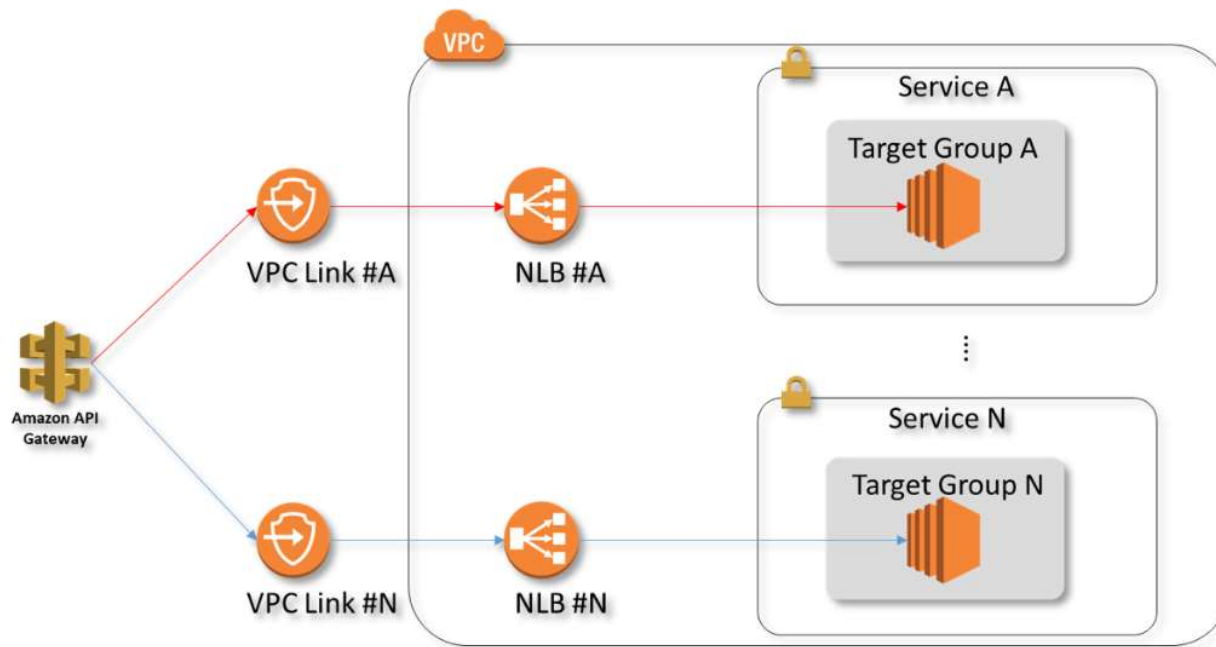 VPC
Service A
Target Group A
VPC Link #A
NLB #A
Amazon API
Gateway
Service N
Target Group N
VPC Link #N
NLB #N